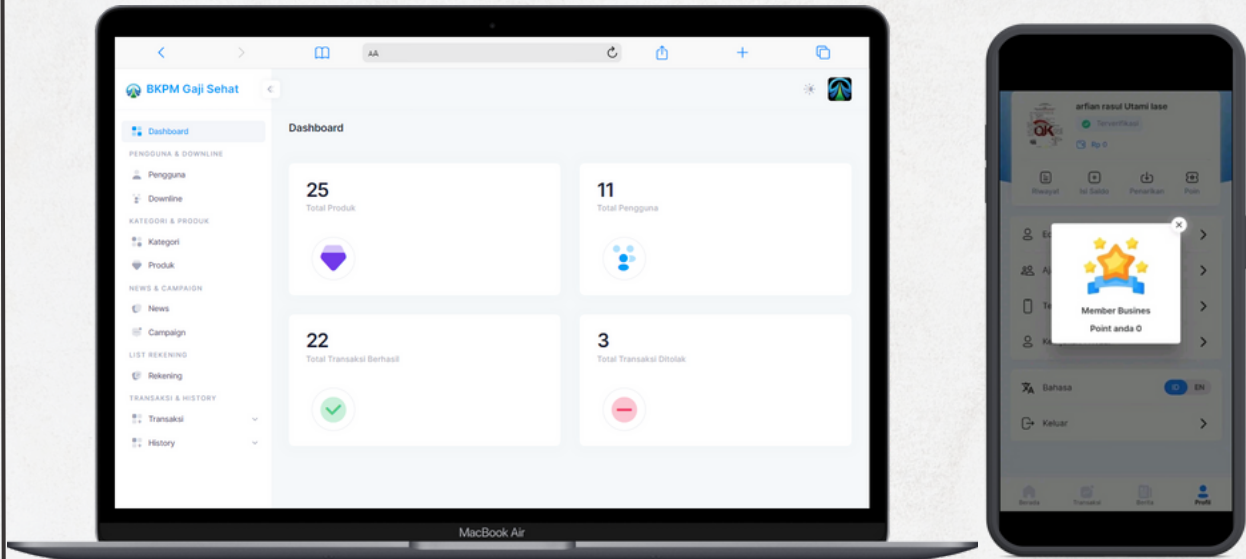 AA
BKPM Gaji Sehat
Dashboard
PENGGUNA & DOWNLINE
Pengguna
Downline
KATEGORI & PRODUK
Kategori
Produk
NEWS & CAMPAIGN
News
Campaign
LIST REKENING
Rekening
TRANSAKSI & HISTORY
Transaksi
History
Dashboard
25
Total Produk
11
Total Pengguna
22
Total Transaksi Berhasil
3
Total Transaksi Ditolak
MacBook Air
arfian rasul Utami lase
OK
Terverifikasi
Rp 0
Riwayat Isi Saldo Penarikan Poin
Member Busines
Point anda 0
Bahasa
ID EN
Keluar
Beranda Transaksi Berita Profil